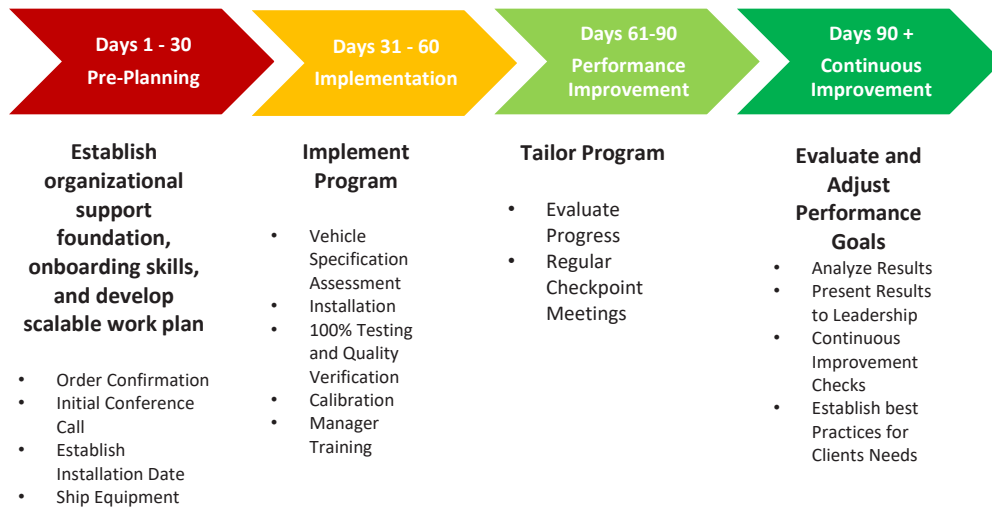 Days 1 - 30
Pre-Planning
Days 31 - 60
Implementation
Days 61-90
Performance
Improvement
Days 90 +
Continuous
Improvement
Establish
organizational
support
foundation,
onboarding skills,
and develop
scalable work plan
• Order Confirmation
• Initial Conference
Call
• Establish
Installation Date
• Ship Equipment
Implement
Program
• Vehicle
Specification
Assessment
• Installation
• 100% Testing
and Quality
Verification
• Calibration
• Manager
Training
Tailor Program
• Evaluate
Progress
• Regular
Checkpoint
Meetings
Evaluate and
Adjust
Performance
Goals
• Analyze Results
• Present Results
to Leadership
• Continuous
Improvement
Checks
• Establish best
Practices for
Clients Needs